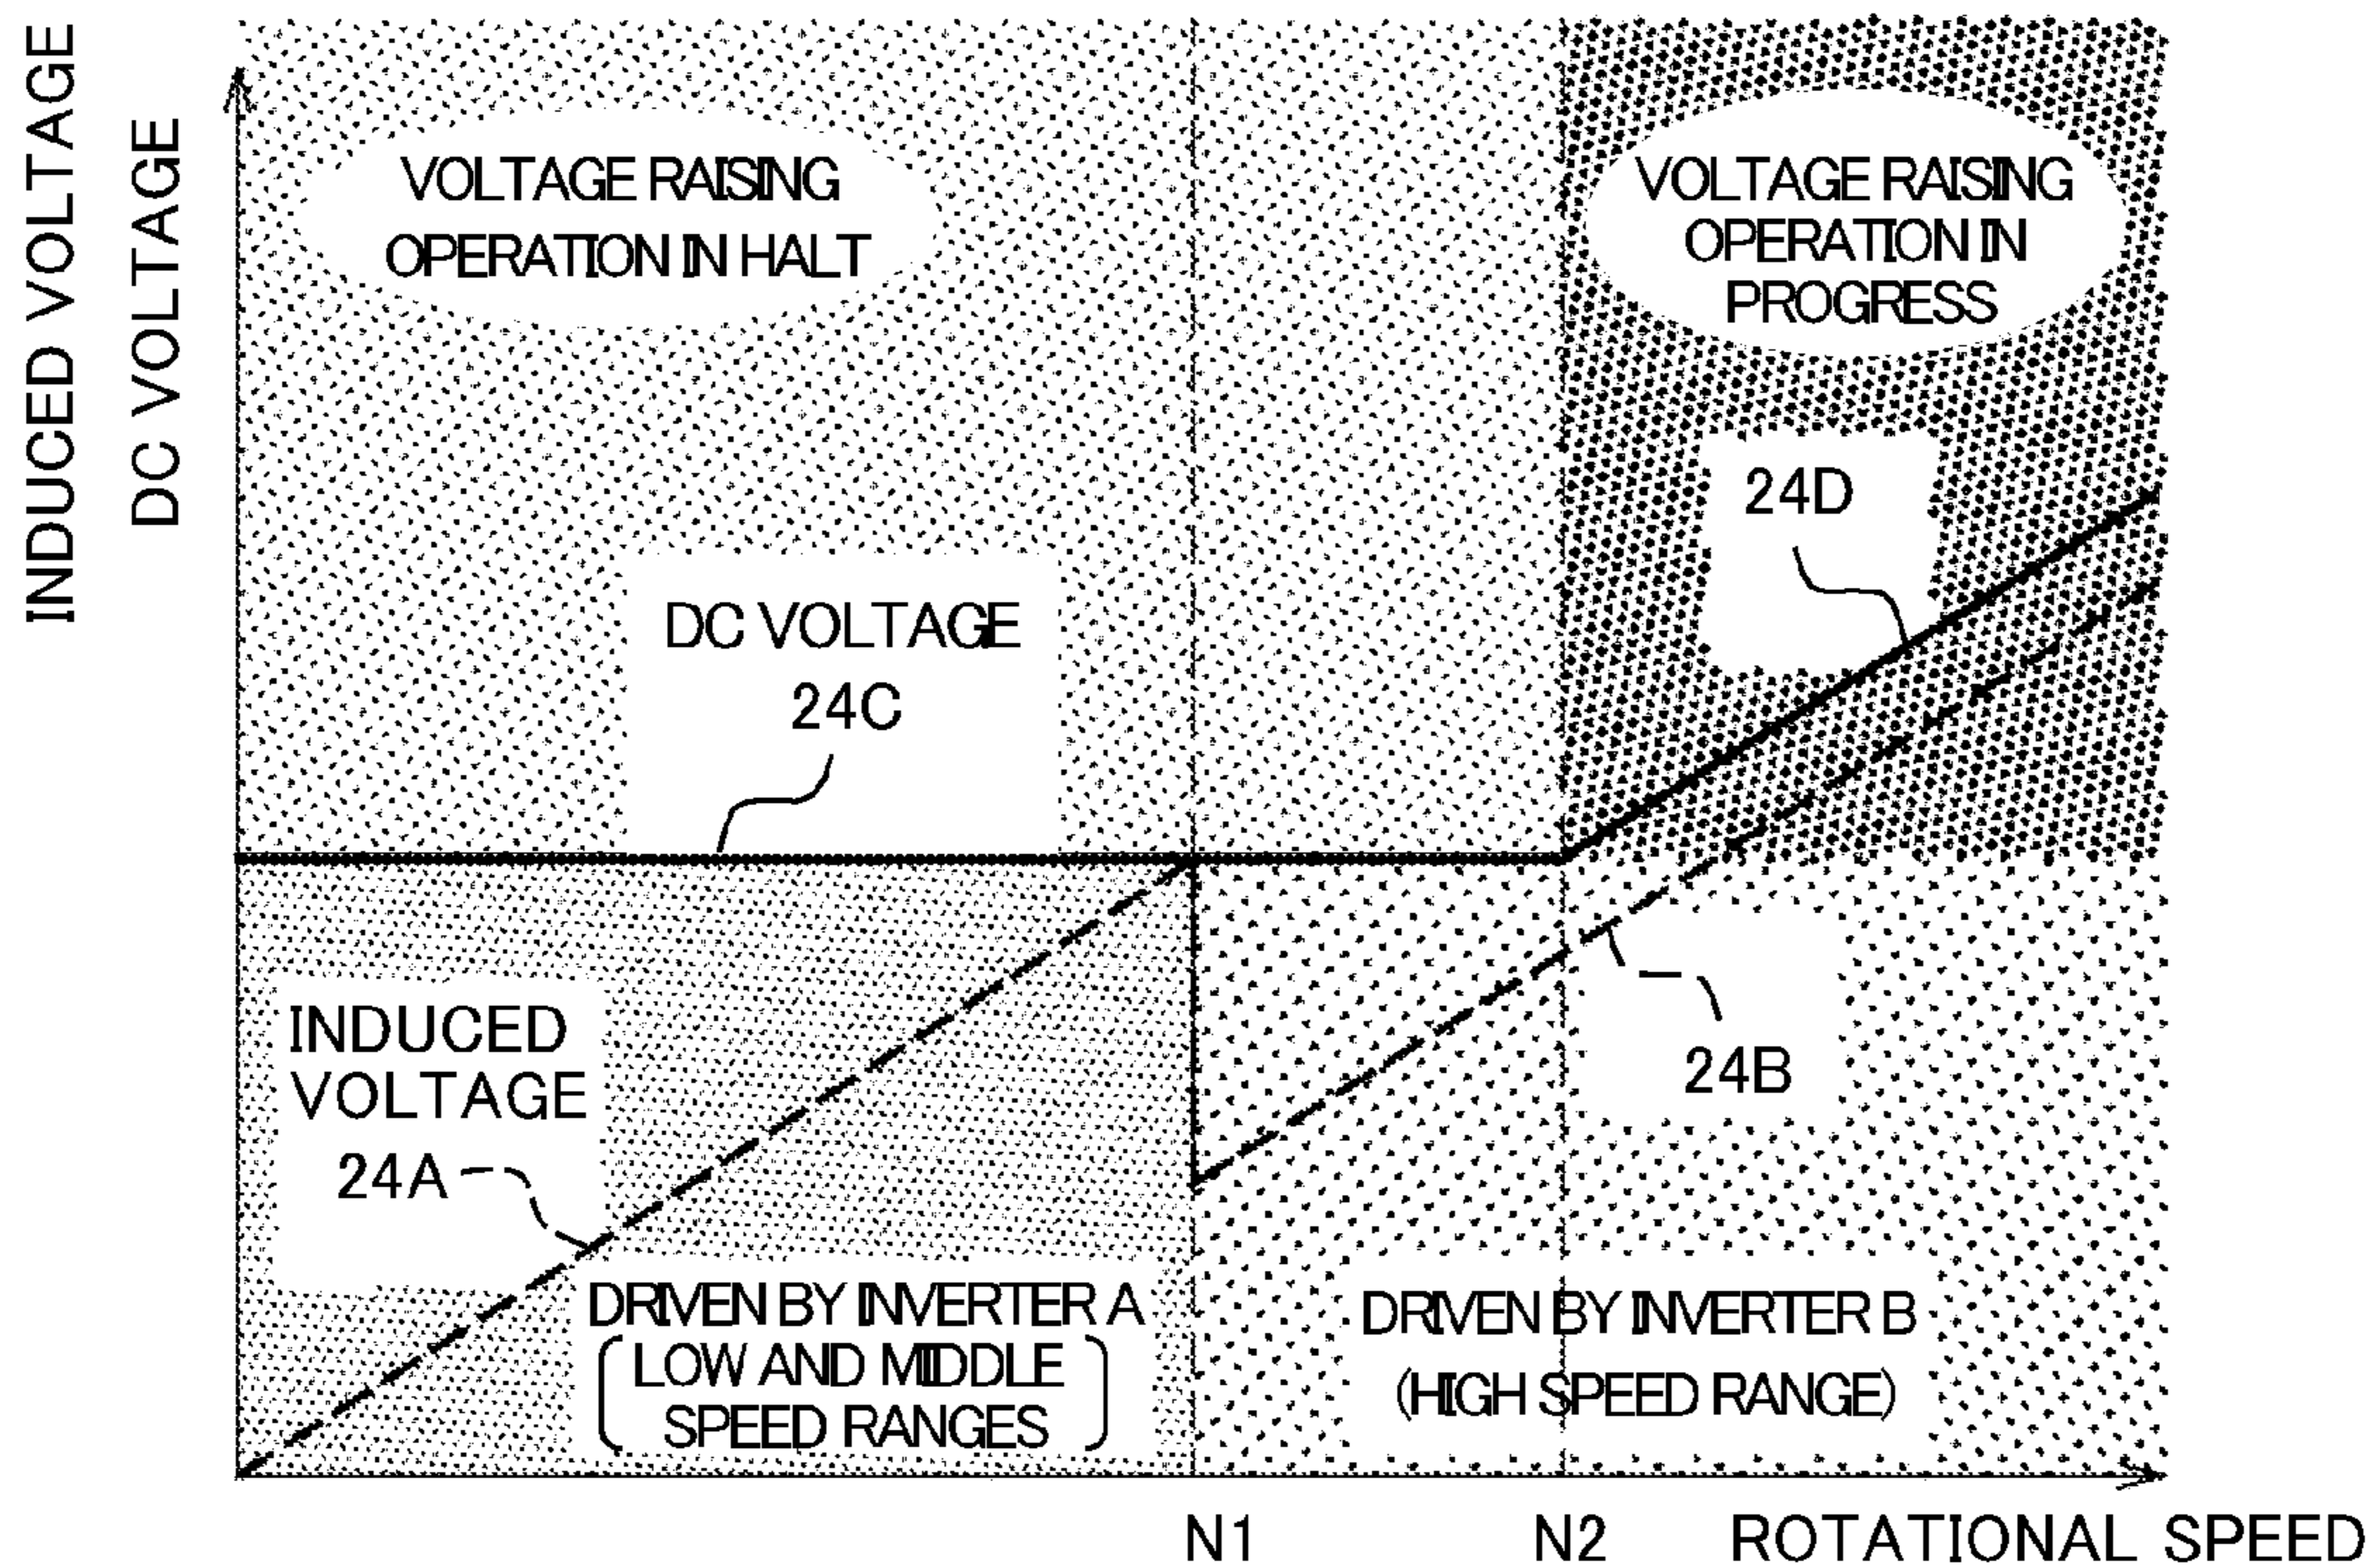 INDUCED VOLTAGE
DC VOLTAGE
VOLTAGE RAISING
OPERATION IN HALT
VOLTAGE RAISING
OPERATION IN
PROGRESS
24D
DC VOLTAGE
24C
INDUCED
VOLTAGE
24A
24B
DRIVEN BY INVERTER A
(LOW AND MIDDLE
SPEED RANGES)
DRIVEN BY INVERTER B
(HIGH SPEED RANGE)
N1
N2
ROTATIONAL SPEED